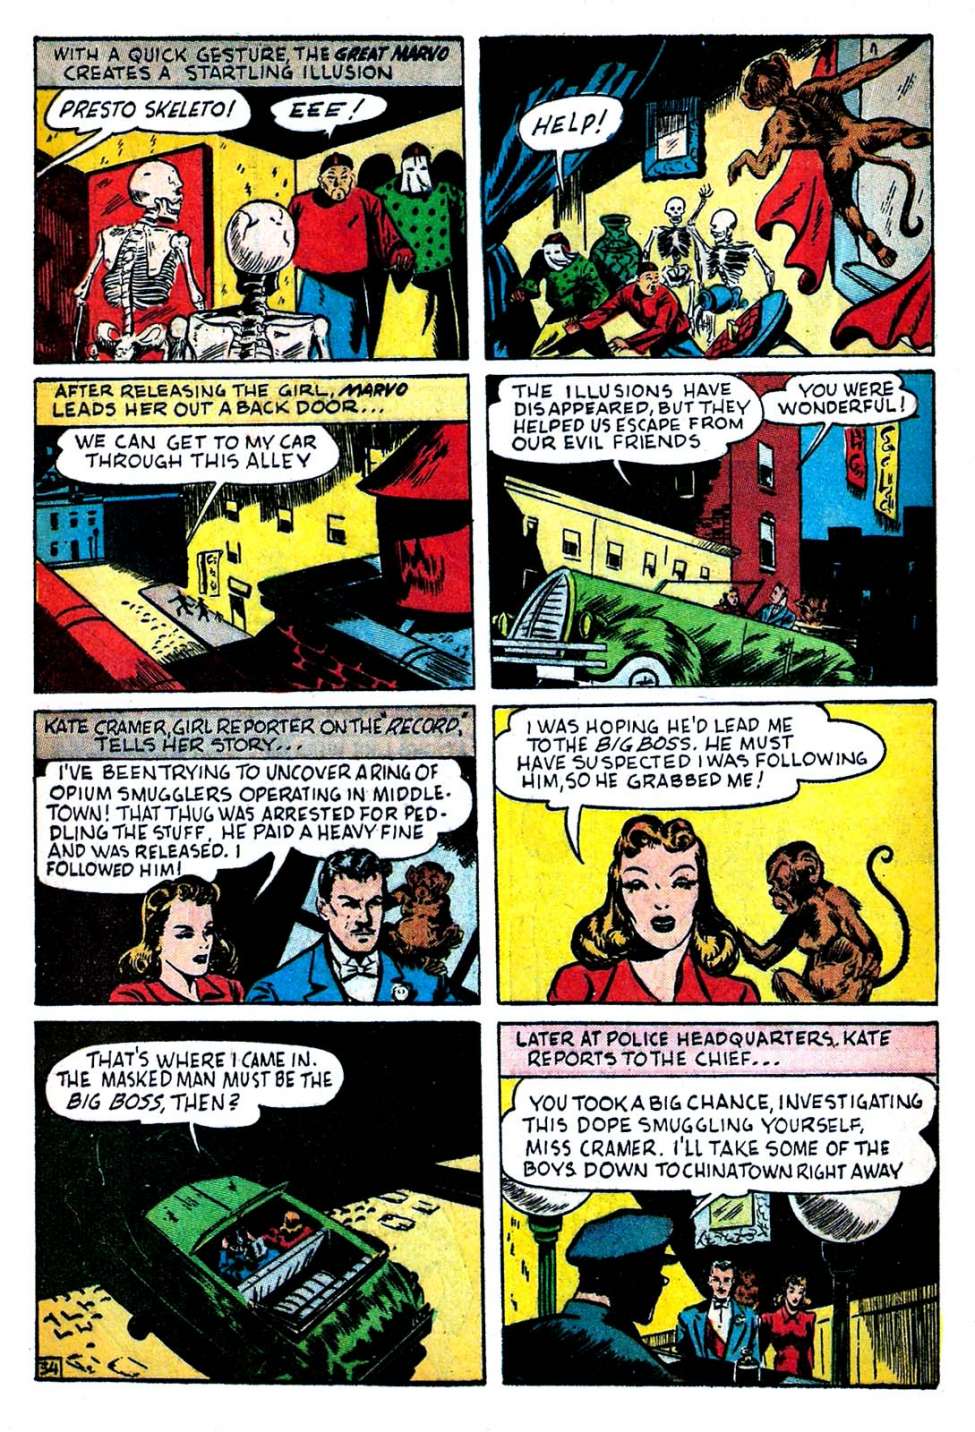 WITH A QUICK GESTURE, THE GREAT MARVO
CREATES A STARTLING ILLUSION
PRESTO SKELETO!
EEE!
HELP!
AFTER RELEASING THE GIRL, MARVO
LEADS HER OUT A BACK DOOR...
WE CAN GET TO MY CAR
THROUGH THIS ALLEY
THE ILLUSIONS HAVE
DISAPPEARED, BUT THEY
HELPED US ESCAPE FROM
OUR EVIL FRIENDS
YOU WERE
WONDERFUL!
KATE CRAMER, GIRL REPORTER ON THE "RECORD,"
TELLS HER STORY...
I'VE BEEN TRYING TO UNCOVER A RING OF
OPIUM SMUGGLERS OPERATING IN MIDDLE-
TOWN! THAT THUG WAS ARRESTED FOR PED-
DLING THE STUFF, HE PAID A HEAVY FINE
AND WAS RELEASED. I
FOLLOWED HIM!
I WAS HOPING HE'D LEAD ME
TO THE BIG BOSS. HE MUST
HAVE SUSPECTED I WAS FOLLOWING
HIM, SO HE GRABBED ME!
THAT'S WHERE I CAME IN.
THE MASKED MAN MUST BE THE
BIG BOSS, THEN?
34
LATER AT POLICE HEADQUARTERS, KATE
REPORTS TO THE CHIEF...
YOU TOOK A BIG CHANCE, INVESTIGATING
THIS DOPE SMUGGLING YOURSELF,
MISS CRAMER. I'LL TAKE SOME OF THE
BOYS DOWN TO CHINATOWN RIGHT AWAY